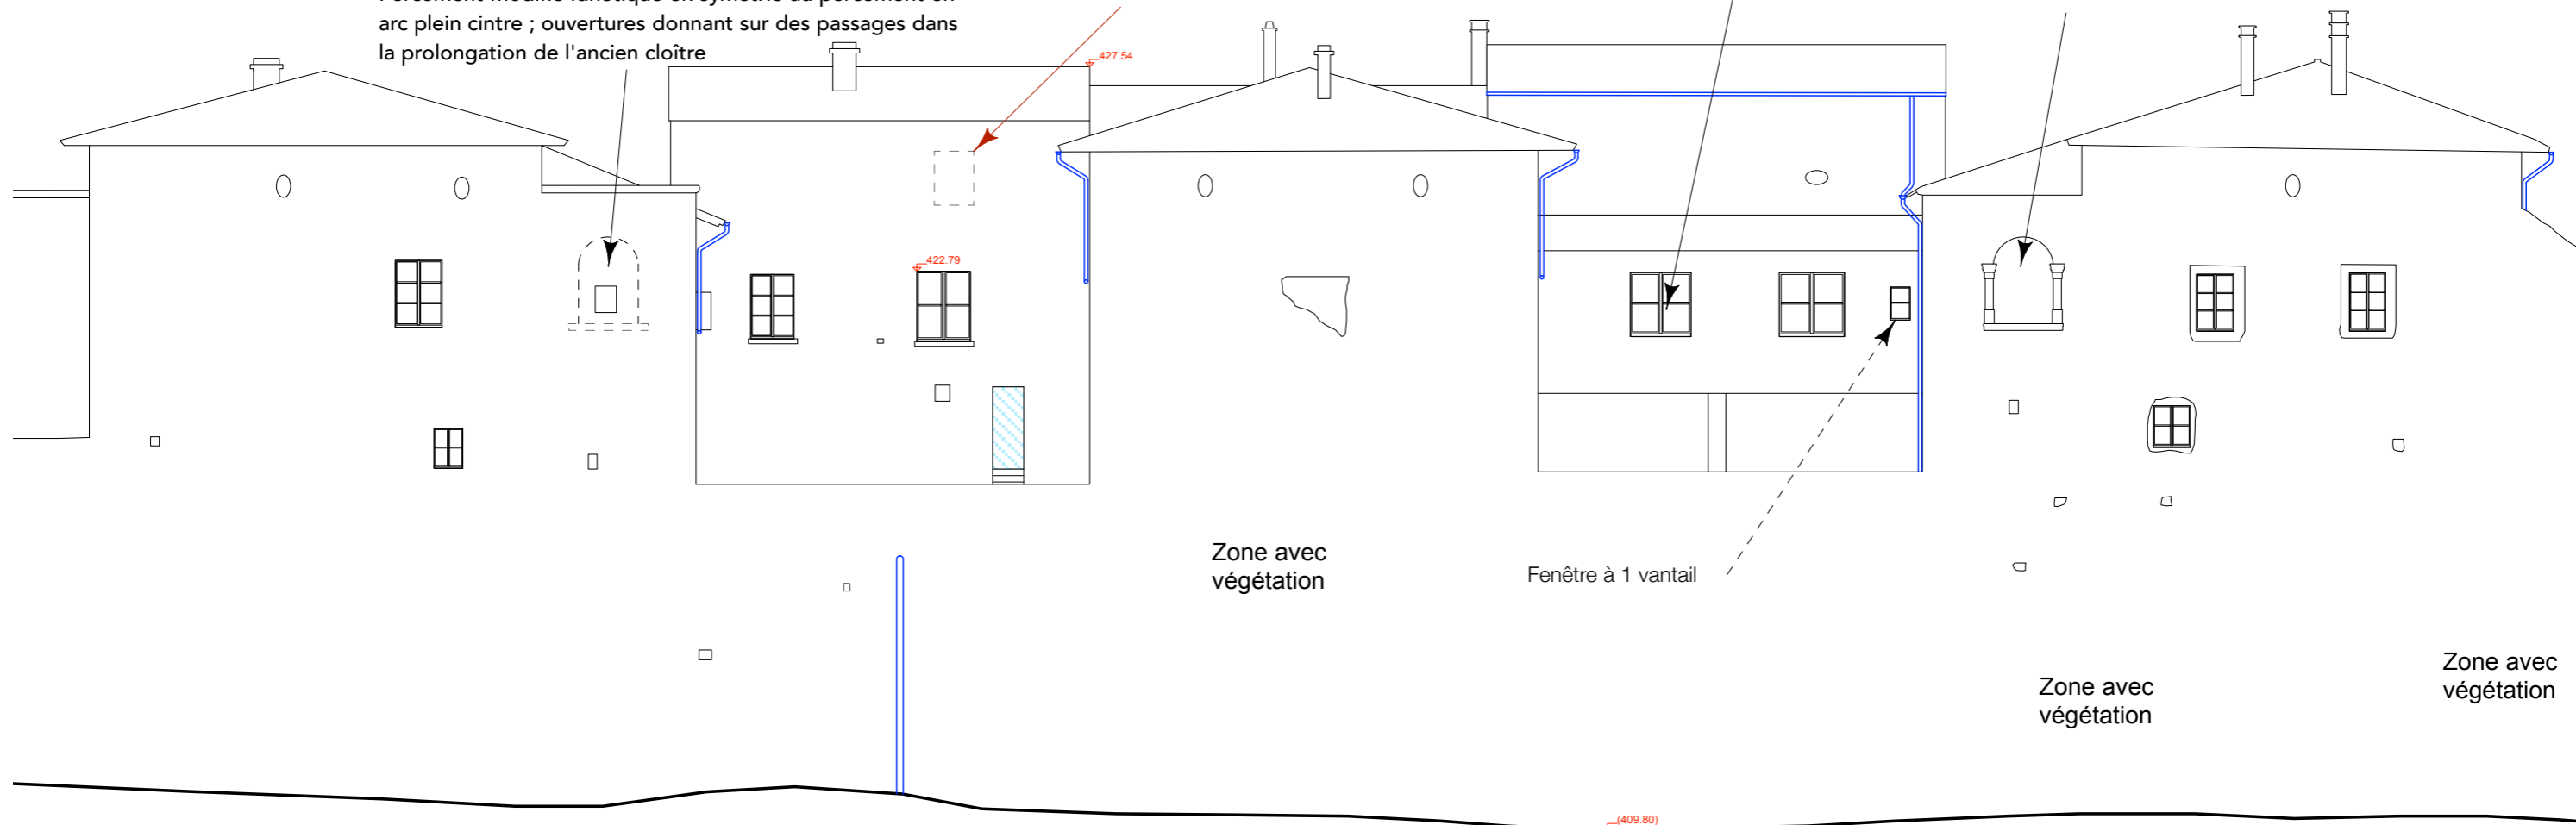 arc plein cintre ; ouvertures donnant sur des passages dans
la prolongation de l'ancien cloître
427.54
422.79
Zone avec
végétation
Fenêtre à 1 vantail
Zone avec
végétation
Zone avec
végétation
(409.80)